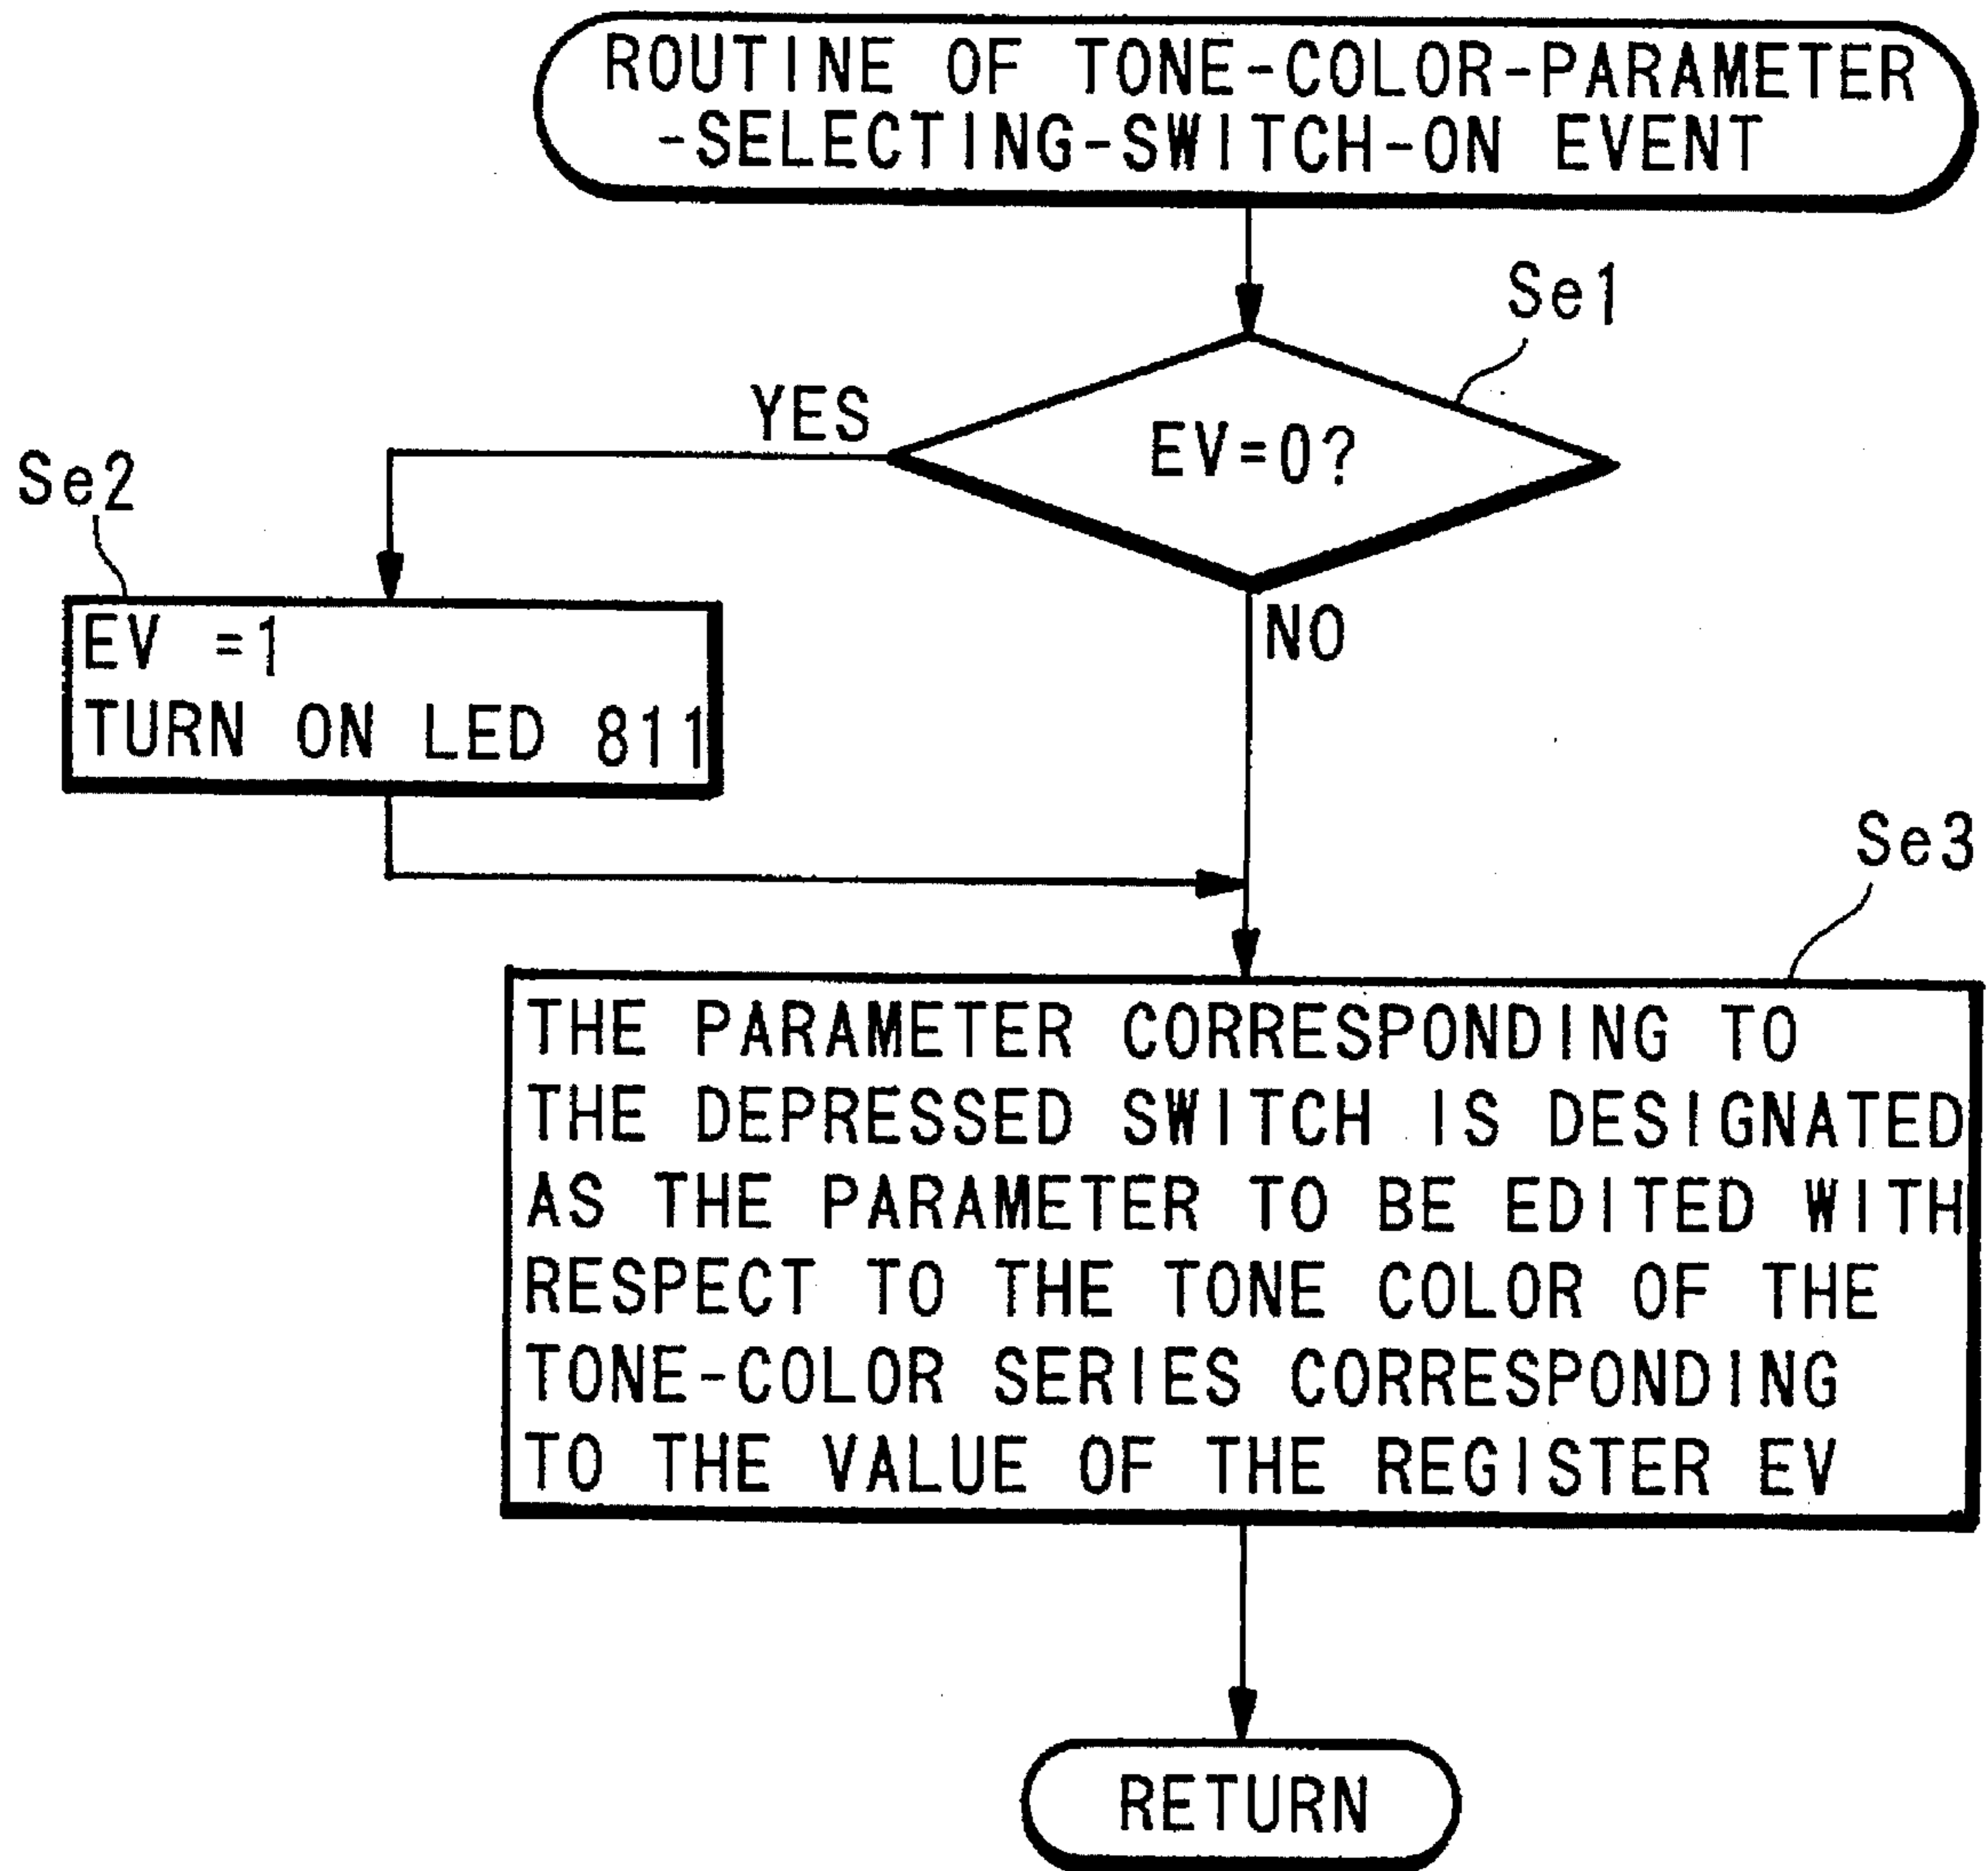 ROUTINE OF TONE-COLOR-PARAMETER
-SELECTING-SWITCH-ON EVENT
Se1
EV=0?
YES
NO
Se2
EV =1
TURN ON LED 811
Se3
THE PARAMETER CORRESPONDING TO
THE DEPRESSED SWITCH IS DESIGNATED
AS THE PARAMETER TO BE EDITED WITH
RESPECT TO THE TONE COLOR OF THE
TONE-COLOR SERIES CORRESPONDING
TO THE VALUE OF THE REGISTER EV
RETURN